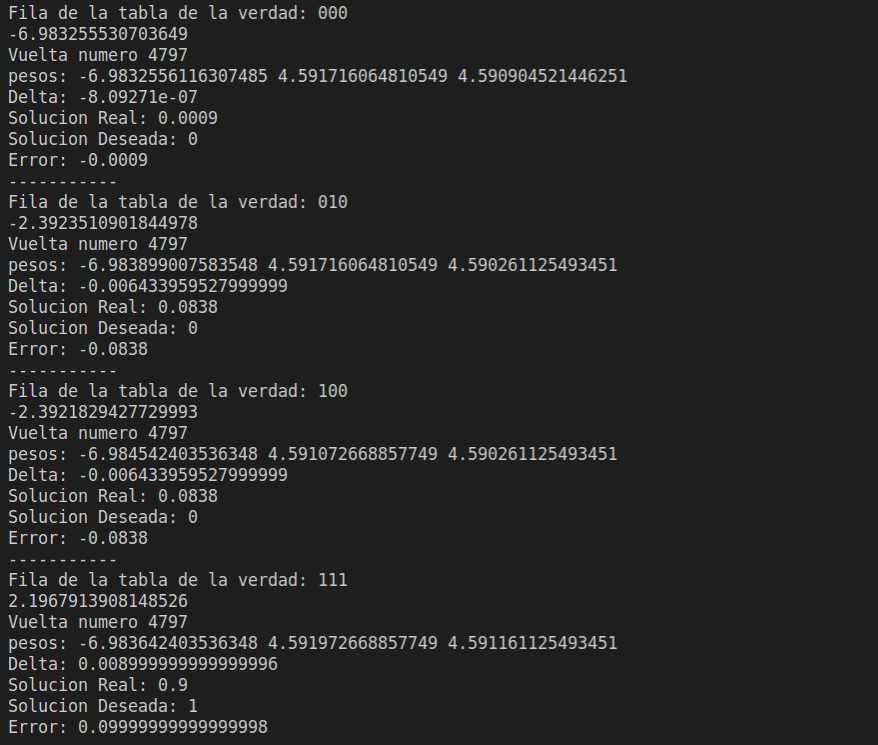 Fila de la tabla de la verdad: 000
-6.983255530703649
Vuelta numero 4797
pesos: -6.9832556116307485 4.591716064810549 4.590904521446251
Delta: -8.09271e-07
Solucion Real: 0.0009
Solucion Deseada: 0
Error: -0.0009
-----------
Fila de la tabla de la verdad: 010
-2.3923510901844978
Vuelta numero 4797
pesos: -6.983899007583548 4.591716064810549 4.590261125493451
Delta: -0.006433959527999999
Solucion Real: 0.0838
Solucion Deseada: 0
Error: -0.0838
-----------
Fila de la tabla de la verdad: 100
-2.3921829427729993
Vuelta numero 4797
pesos: -6.984542403536348 4.591072668857749 4.590261125493451
Delta: -0.006433959527999999
Solucion Real: 0.0838
Solucion Deseada: 0
Error: -0.0838
-----------
Fila de la tabla de la verdad: 111
2.1967913908148526
Vuelta numero 4797
pesos: -6.983642403536348 4.591972668857749 4.591161125493451
Delta: 0.008999999999999996
Solucion Real: 0.9
Solucion Deseada: 1
Error: 0.09999999999999998